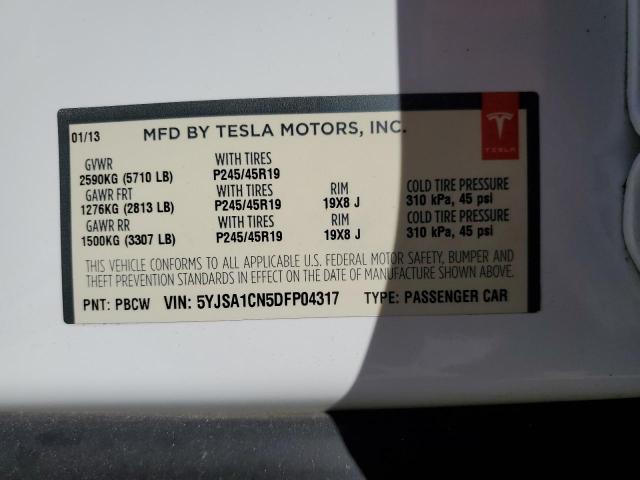 01/13 MFD BY TESLA MOTORS, INC.
TESLA
GVWR WITH TIRES
2590KG (5710 LB) P245/45R19
GAWR FRT WITH TIRES RIM COLD TIRE PRESSURE
1276KG (2813 LB) P245/45R19 19X8 J 310 kPa, 45 psi
GAWR RR WITH TIRES RIM COLD TIRE PRESSURE
1500KG (3307 LB) P245/45R19 19X8 J 310 kPa, 45 psi
THIS VEHICLE CONFORMS TO ALL APPLICABLE U.S. FEDERAL MOTOR SAFETY, BUMPER AND
THEFT PREVENTION STANDARDS IN EFFECT ON THE DATE OF MANUFACTURE SHOWN ABOVE.
PNT: PBCW VIN: 5YJSA1CN5DFP04317 TYPE: PASSENGER CAR